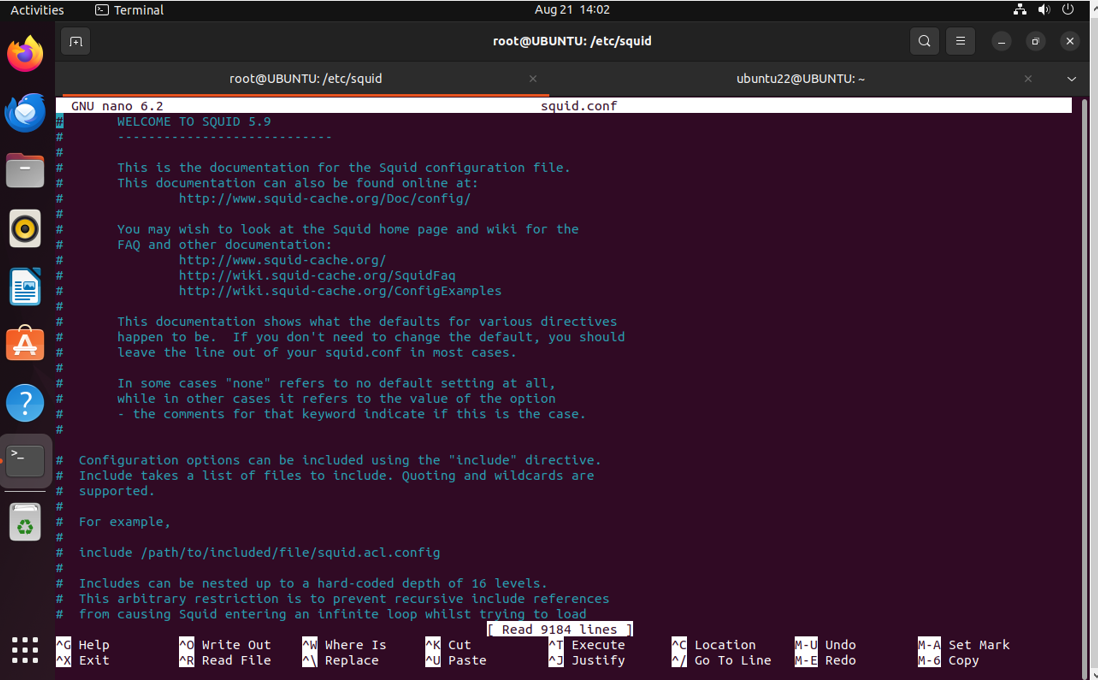 Activities
Terminal
Aug 21 14:02
root@UBUNTU: /etc/squid
root@UBUNTU: /etc/squid
ubuntu22@UBUNTU: ~
GNU nano 6.2 squid.conf
# WELCOME TO SQUID 5.9
# ----------------------------
#
# This is the documentation for the Squid configuration file.
# This documentation can also be found online at:
# http://www.squid-cache.org/Doc/config/
#
# You may wish to look at the Squid home page and wiki for the
# FAQ and other documentation:
# http://www.squid-cache.org/
# http://wiki.squid-cache.org/SquidFaq
# http://wiki.squid-cache.org/ConfigExamples
#
# This documentation shows what the defaults for various directives
# happen to be.  If you don't need to change the default, you should
# leave the line out of your squid.conf in most cases.
#
# In some cases "none" refers to no default setting at all,
# while in other cases it refers to the value of the option
# - the comments for that keyword indicate if this is the case.
#
# Configuration options can be included using the "include" directive.
# Include takes a list of files to include. Quoting and wildcards are
# supported.
#
# For example,
#
# include /path/to/included/file/squid.acl.config
#
# Includes can be nested up to a hard-coded depth of 16 levels.
# This arbitrary restriction is to prevent recursive include references
# from causing Squid entering an infinite loop whilst trying to load
[ Read 9184 lines ]
^G Help ^O Write Out ^W Where Is ^K Cut ^T Execute ^C Location M-U Undo M-A Set Mark
^X Exit ^R Read File ^\ Replace ^U Paste ^J Justify ^/ Go To Line M-E Redo M-6 Copy